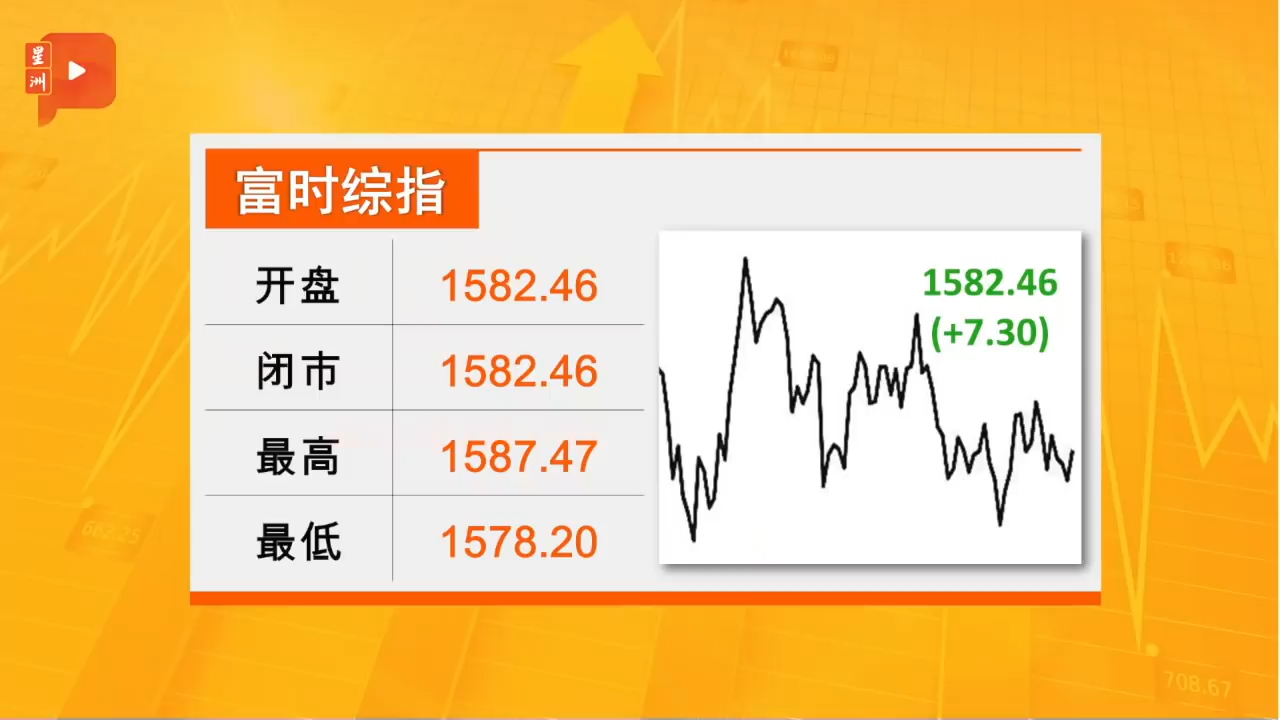 星
洲
富时综指
开盘 1582.46
闭市 1582.46
最高 1587.47
最低 1578.20
1582.46
(+7.30)
662.25
708.67